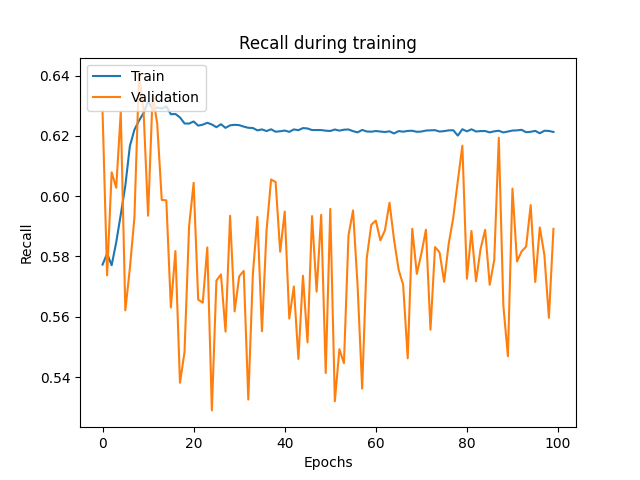 Recall during training
Train
Validation
0.64
0.62
0.60
0.58
0.56
0.54
Recall
0 20 40 60 80 100
Epochs